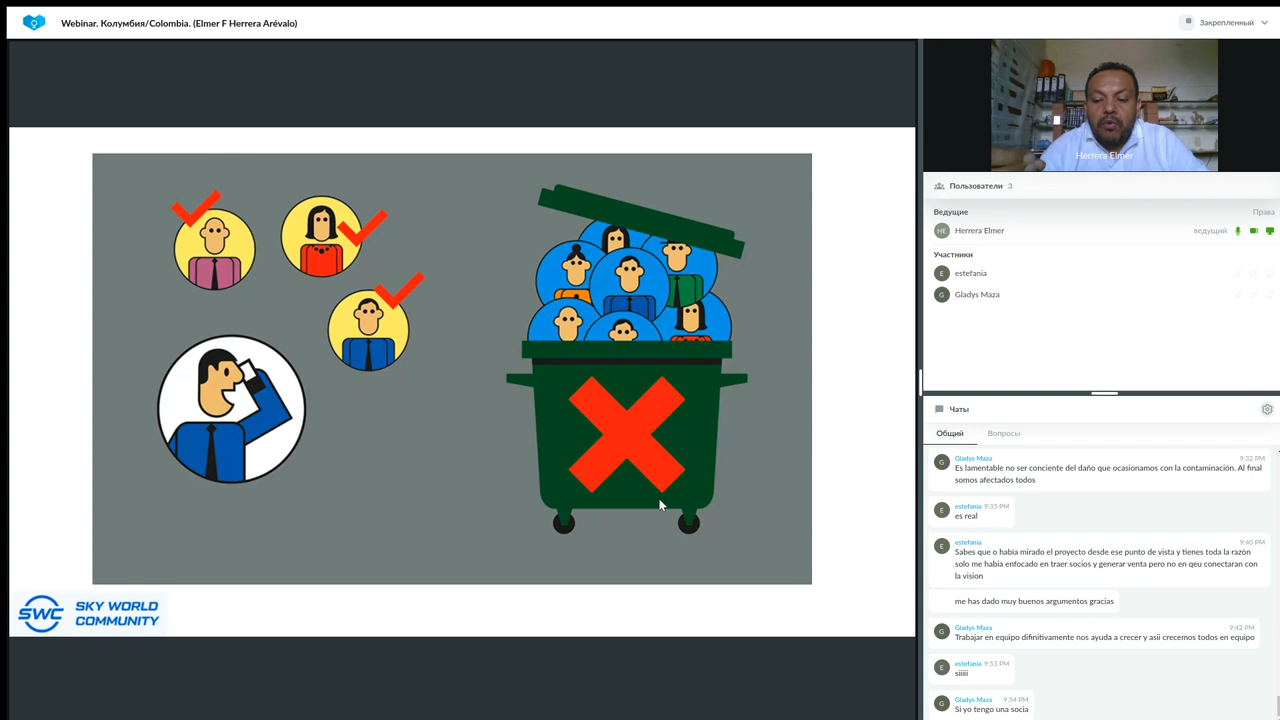 Webinar. Колумбия/Colombia. (Elmer F Herrera Arévalo)
Закрепленный
Herrera Elmer
Пользователи 3
Ведущие
Права
HE
Herrera Elmer
ведущий
Участники
E
estefania
G
Gladys Maza
SWC
SKY WORLD
COMMUNITY
Чаты
Общий
Вопросы
G
Gladys Maza
9:32 PM
Es lamentable no ser conciente del daño que ocasionamos con la contaminación. Al final
somos afectados todos
E
estefania 9:35 PM
es real
E
estefania
9:40 PM
Sabes que o habia mirado el proyecto desde ese punto de vista y tienes toda la razòn
solo me habia enfocado en traer socios y generar venta pero no en qeu conectaran con
la vision
me has dado muy buenos argumentos gracias
G
Gladys Maza
9:42 PM
Trabajar en equipo difinitivamente nos ayuda a crecer y asii crecemos todos en equipo
E
estefania 9:53 PM
siiiii
G
Gladys Maza 9:54 PM
Si yo tengo una socia